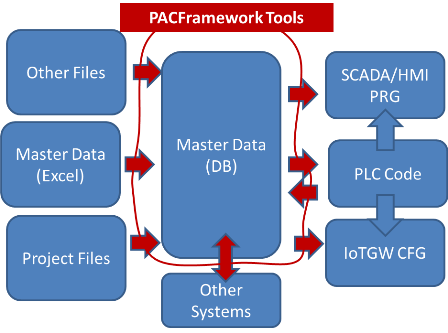 PACFramework Tools
Other Files
Master Data
(Excel)
Project Files
Master Data
(DB)
Other
Systems
SCADA/HMI
PRG
PLC Code
IoTGW CFG